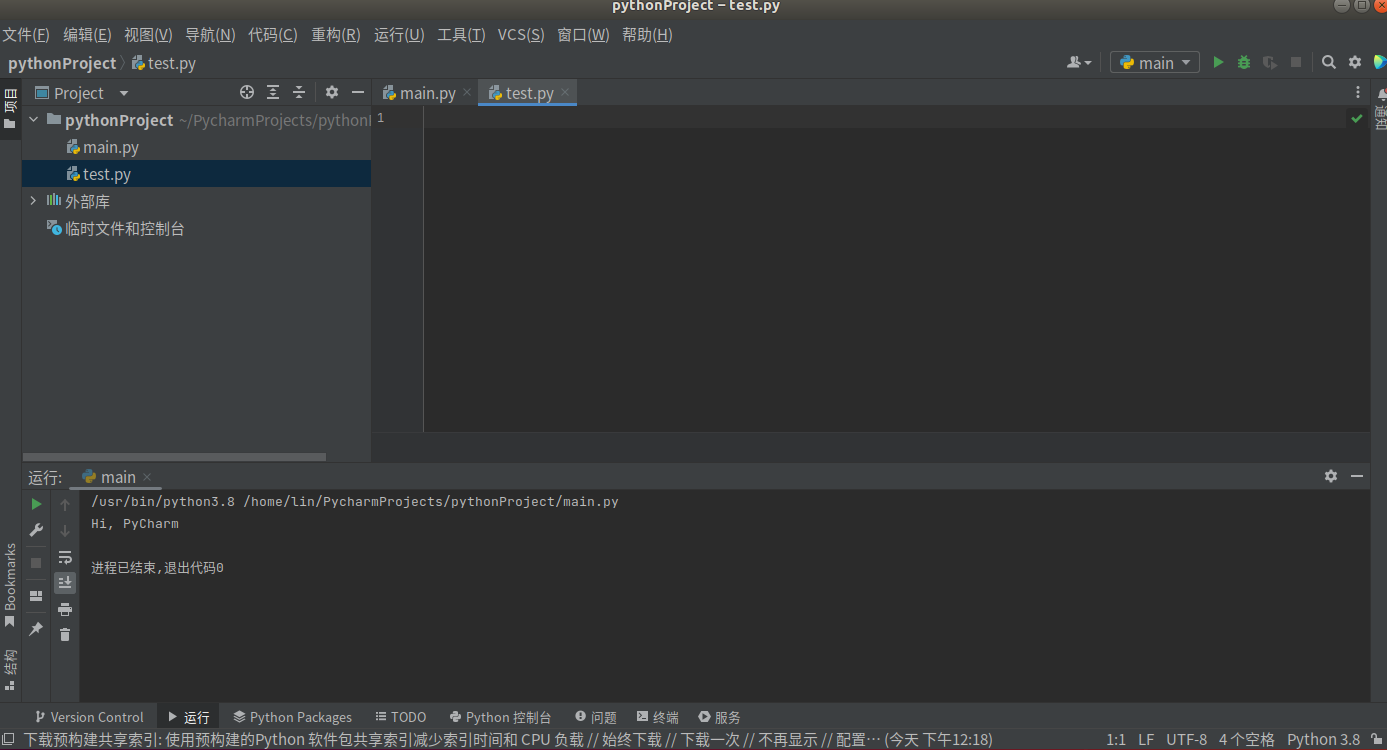 pythonProject – test.py
文件(F) 编辑(E) 视图(V) 导航(N) 代码(C) 重构(R) 运行(U) 工具(T) VCS(S) 窗口(W) 帮助(H)
pythonProject test.py main
项目
Project
main.py test.py
通知
pythonProject ~/PycharmProjects/python
1
main.py
test.py
外部库
临时文件和控制台
运行: main
/usr/bin/python3.8 /home/lin/PycharmProjects/pythonProject/main.py
Hi, PyCharm
进程已结束,退出代码0
Bookmarks
结构
Version Control 运行 Python Packages TODO Python 控制台 问题 终端 服务
下载预构建共享索引: 使用预构建的Python 软件包共享索引减少索引时间和 CPU 负载 // 始终下载 // 下载一次 // 不再显示 // 配置… (今天 下午12:18) 1:1 LF UTF-8 4 个空格 Python 3.8